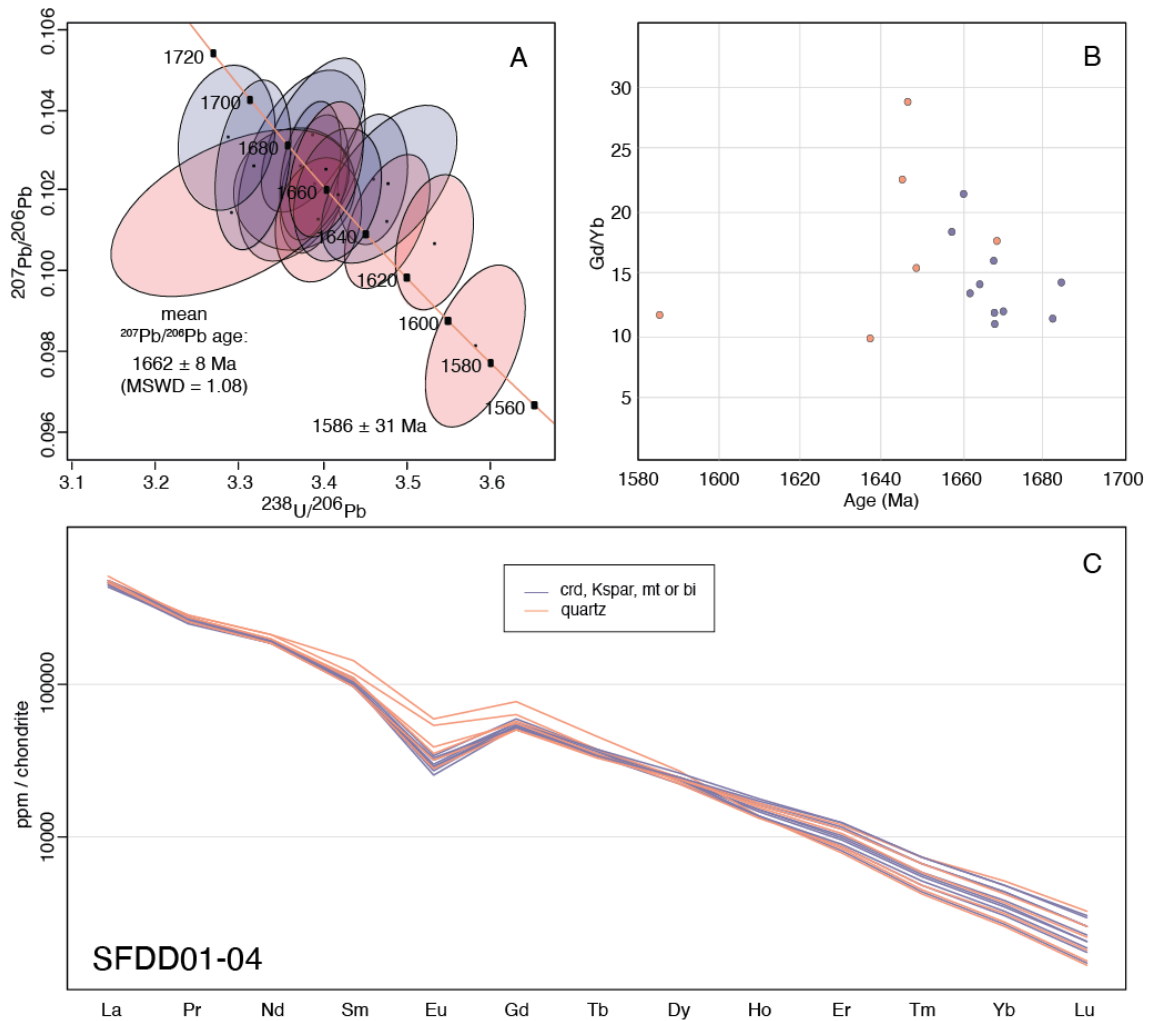 A
0.106
0.104
0.102
0.100
0.098
0.096
207Pb/206Pb
1720
1700
1680
1660
1640
1620
1600
1580
1560
mean
207Pb/206Pb age:
1662 ± 8 Ma
(MSWD = 1.08)
1586 ± 31 Ma
3.1 3.2 3.3 3.4 3.5 3.6
238U/206Pb
B
30
25
20
15
10
5
Gd/Yb
1580 1600 1620 1640 1660 1680 1700
Age (Ma)
C
crd, Kspar, mt or bi
quartz
100000
10000
ppm / chondrite
SFDD01-04
La Pr Nd Sm Eu Gd Tb Dy Ho Er Tm Yb Lu